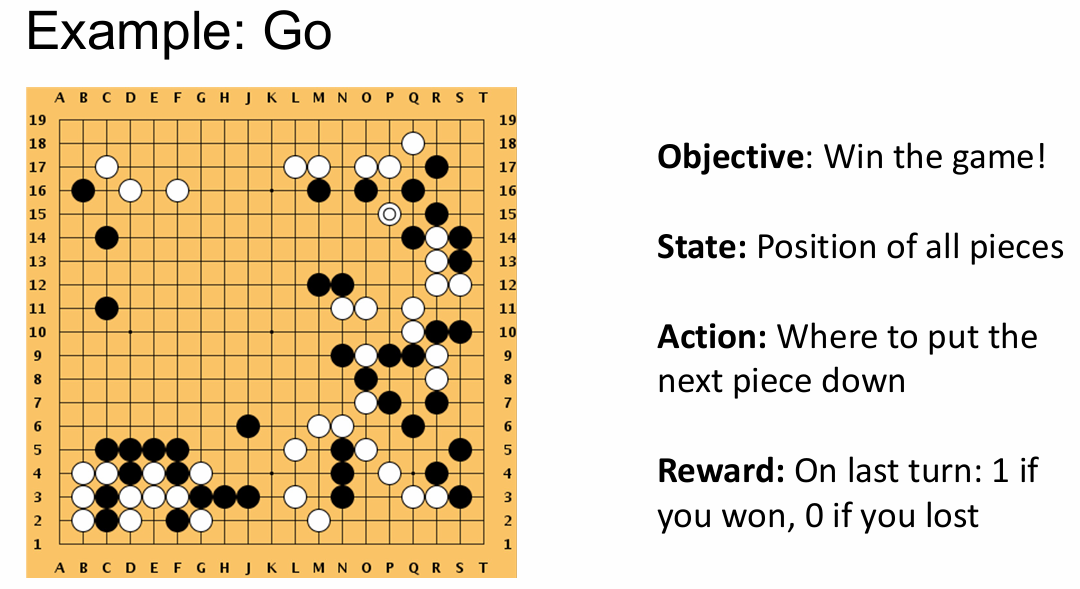 Example: Go
A B C D E F G H J K L M N O P Q R S T
19 19
18 18
17 17
16 16
15 15
14 14
13 13
12 12
11 11
10 10
9 9
8 8
7 7
6 6
5 5
4 4
3 3
2 2
1 1
A B C D E F G H J K L M N O P Q R S T
Objective: Win the game!
State: Position of all pieces
Action: Where to put the
next piece down
Reward: On last turn: 1 if
you won, 0 if you lost